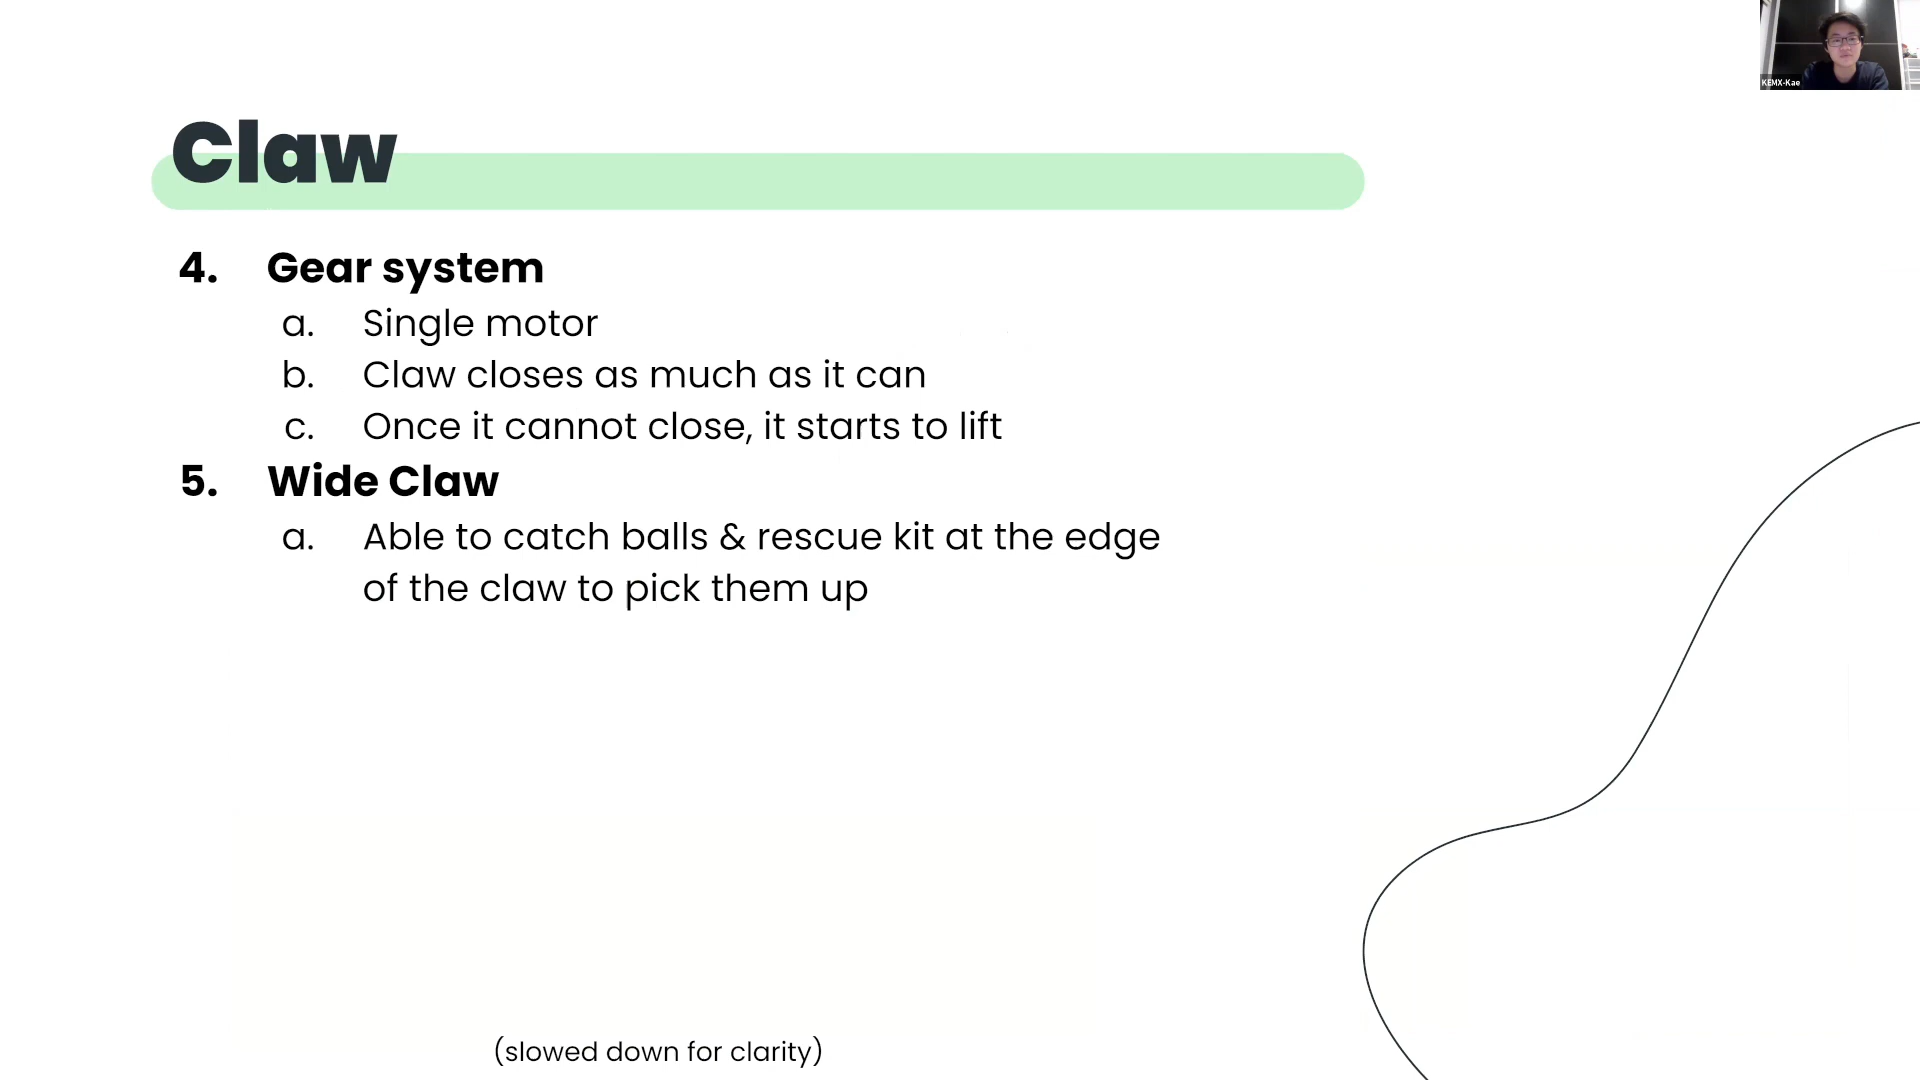 KEMX-Kae
Claw
4. Gear system
a. Single motor
b. Claw closes as much as it can
c. Once it cannot close, it starts to lift
5. Wide Claw
a. Able to catch balls & rescue kit at the edge
of the claw to pick them up
(slowed down for clarity)